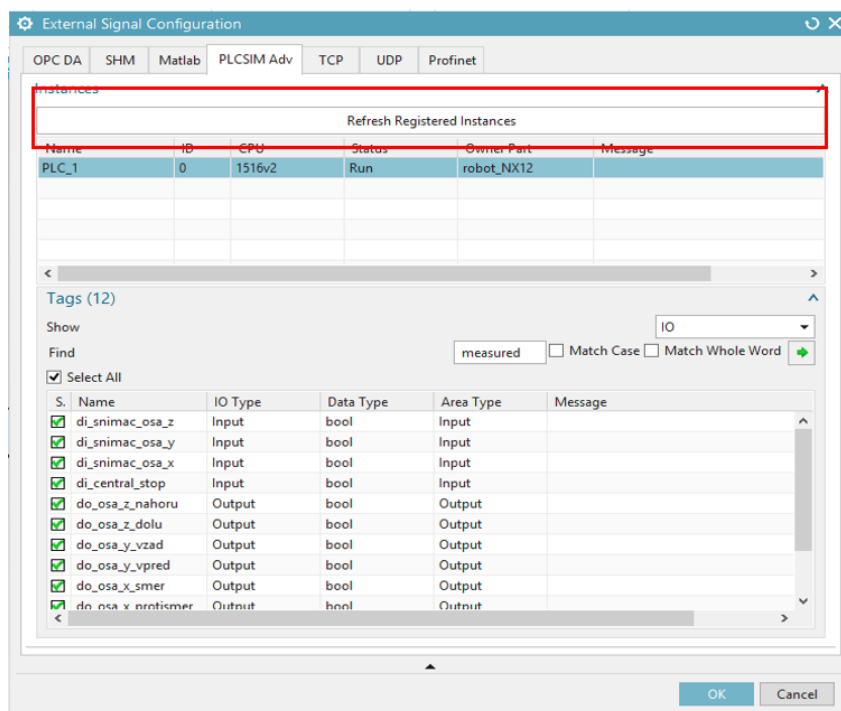 External Signal Configuration
OPC DA SHM Matlab PLCSIM Adv TCP UDP Profinet
Instances
Refresh Registered Instances
Name ID CPU Status Owner Part Message
PLC_1 0 1516v2 Run robot_NX12
Tags (12)
Show IO
Find measured Match Case Match Whole Word
Select All
S. Name IO Type Data Type Area Type Message
di_snimac_osa_z Input bool Input
di_snimac_osa_y Input bool Input
di_snimac_osa_x Input bool Input
di_central_stop Input bool Input
do_osa_z_nahoru Output bool Output
do_osa_z_dolu Output bool Output
do_osa_y_vzad Output bool Output
do_osa_y_vpred Output bool Output
do_osa_x_smer Output bool Output
do_osa_x_protismer Output bool Output
OK Cancel